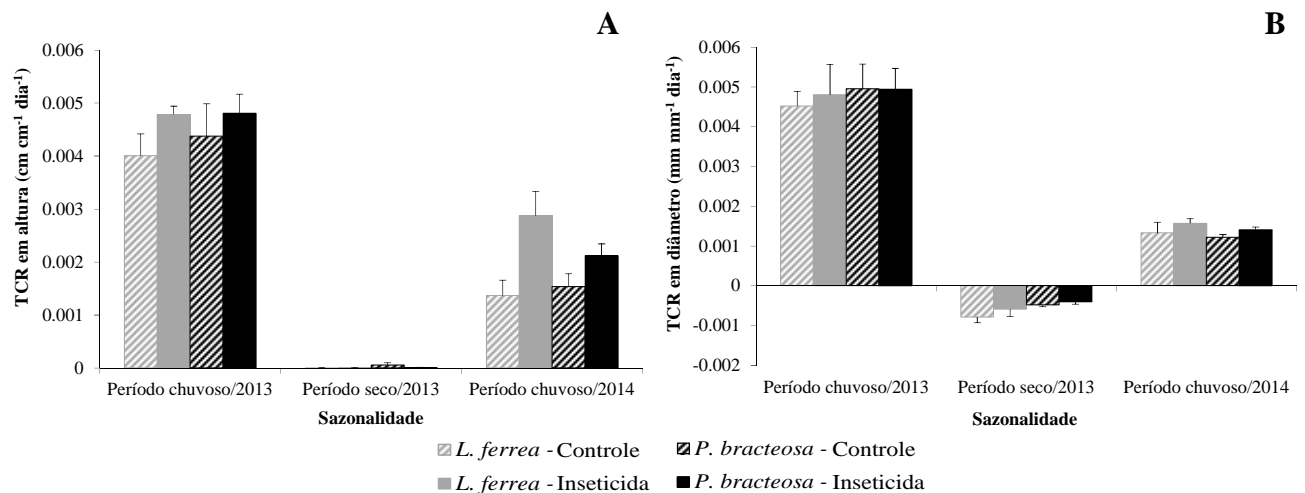 A
TCR em altura (cm cm⁻¹ dia⁻¹)
0.006
0.005
0.004
0.003
0.002
0.001
0
Período chuvoso/2013 Período seco/2013 Período chuvoso/2014
Sazonalidade
B
TCR em diâmetro (mm mm⁻¹ dia⁻¹)
0.006
0.005
0.004
0.003
0.002
0.001
0
-0.001
-0.002
Período chuvoso/2013 Período seco/2013 Período chuvoso/2014
Sazonalidade
L. ferrea - Controle P. bracteosa - Controle
L. ferrea - Inseticida P. bracteosa - Inseticida